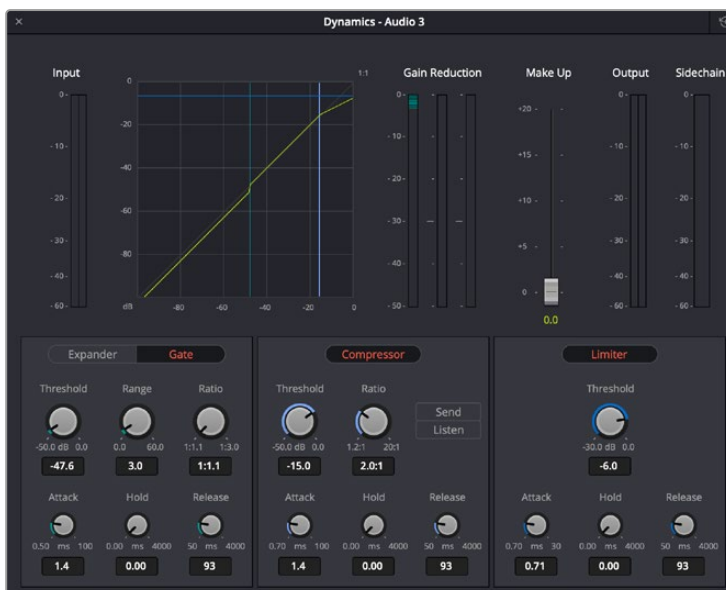 × Dynamics - Audio 3
Input Gain Reduction Make Up Output Sidechain
0 1:1
dB
-20
-40
-60
-80
dB -80 -60 -40 -20 0
0- -10- -20- -30- -40- -60-
0- -10- -20- -30- -40- -50-
+20 - +15 - +10 - +5 - 0 -
0.0
0- -10- -20- -30- -40- -60-
0- -10- -20- -30- -40- -60-
Expander Gate
Threshold Range Ratio
-50.0 dB 0.0 0.0 60.0 1:1.1 1:3.0
-47.6 3.0 1:1.1
Attack Hold Release
0.50 ms 100 0.00 ms 4000 50 ms 4000
1.4 0.00 93
Compressor
Threshold Ratio
Send
Listen
-50.0 dB 0.0 1.2:1 20:1
-15.0 2.0:1
Attack Hold Release
0.70 ms 100 0.00 ms 4000 50 ms 4000
1.4 0.00 93
Limiter
Threshold
-30.0 dB 0.0
-6.0
Attack Hold Release
0.70 ms 30 0.00 ms 4000 50 ms 4000
0.71 0.00 93